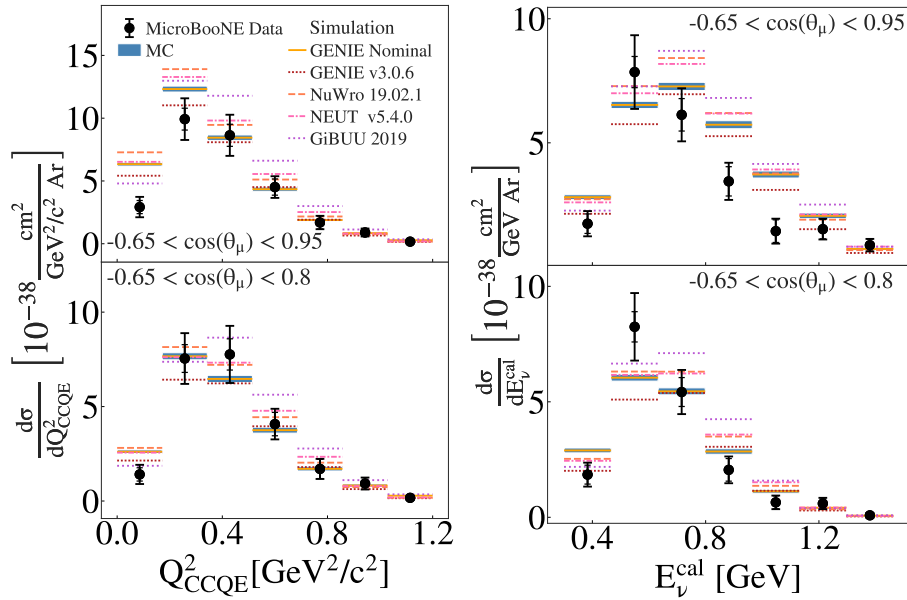 MicroBooNE Data
MC
Simulation
GENIE Nominal
GENIE v3.0.6
NuWro 19.02.1
NEUT v5.4.0
GiBUU 2019
15
10
5
0
-0.65 < cos(θμ) < 0.95
-0.65 < cos(θμ) < 0.8
10
5
0
0.0 0.4 0.8 1.2
Q²CCQE[GeV²/c²]
dσ/dQ²CCQE [10⁻³⁸ cm²/GeV²/c² Ar]
-0.65 < cos(θμ) < 0.95
10
5
-0.65 < cos(θμ) < 0.8
10
5
0
0.4 0.8 1.2
Eνcal [GeV]
dσ/dEνcal [10⁻³⁸ cm²/GeV Ar]